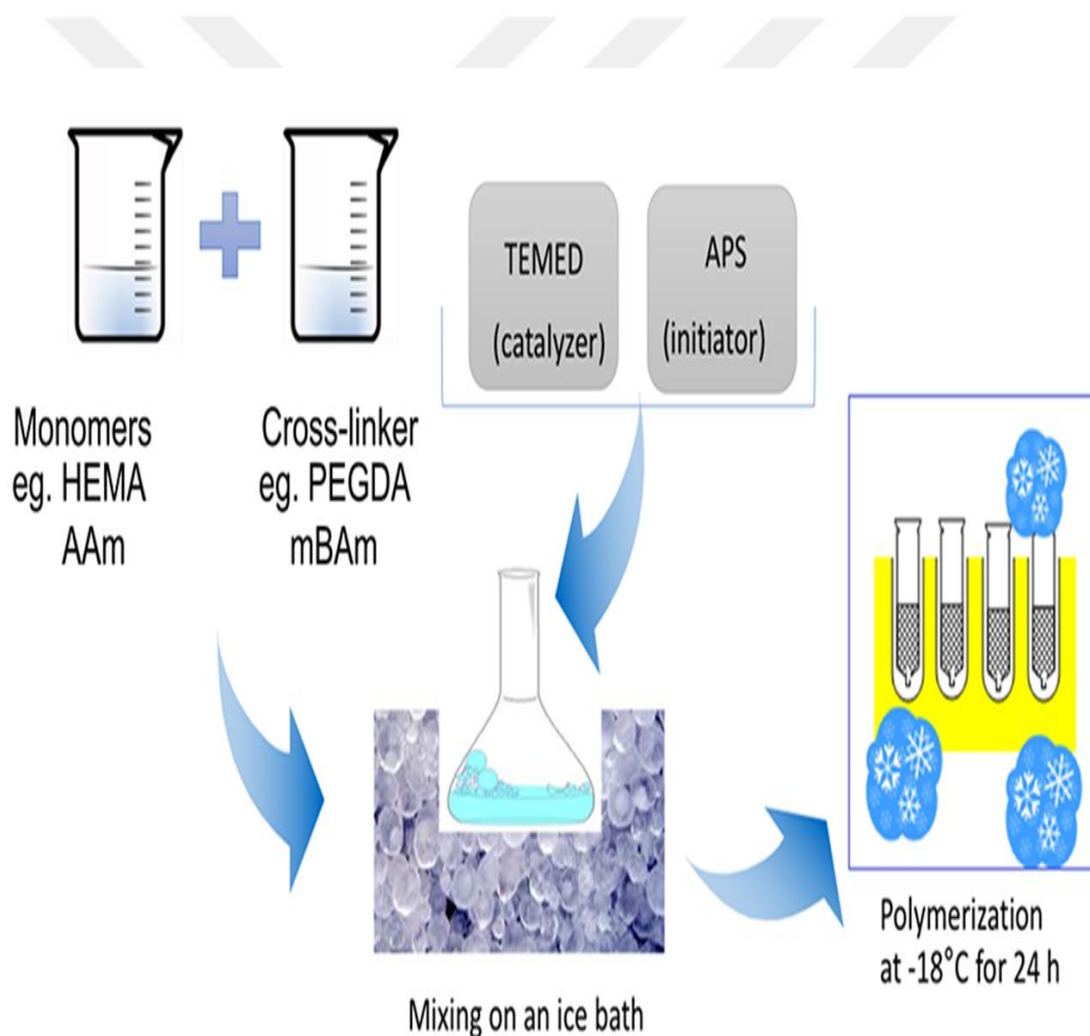 Monomers
eg. HEMA
AAm
Cross-linker
eg. PEGDA
mBAm
TEMED
(catalyzer)
APS
(initiator)
Mixing on an ice bath
Polymerization
at -18°C for 24 h